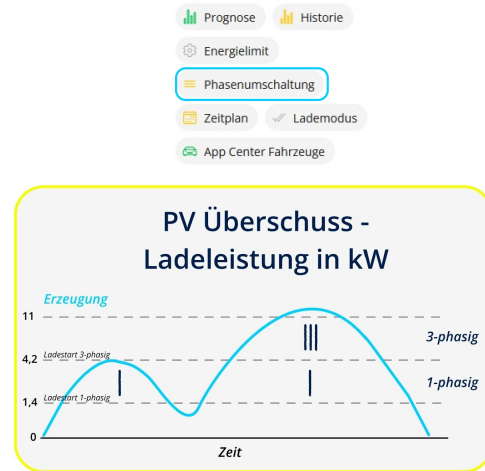 Prognose Historie
Energielimit
Phasenumschaltung
Zeitplan Lademodus
App Center Fahrzeuge
PV Überschuss -
Ladeleistung in kW
Erzeugung
11
3-phasig
Ladestart 3-phasig
4,2
1-phasig
Ladestart 1-phasig
1,4
0
Zeit